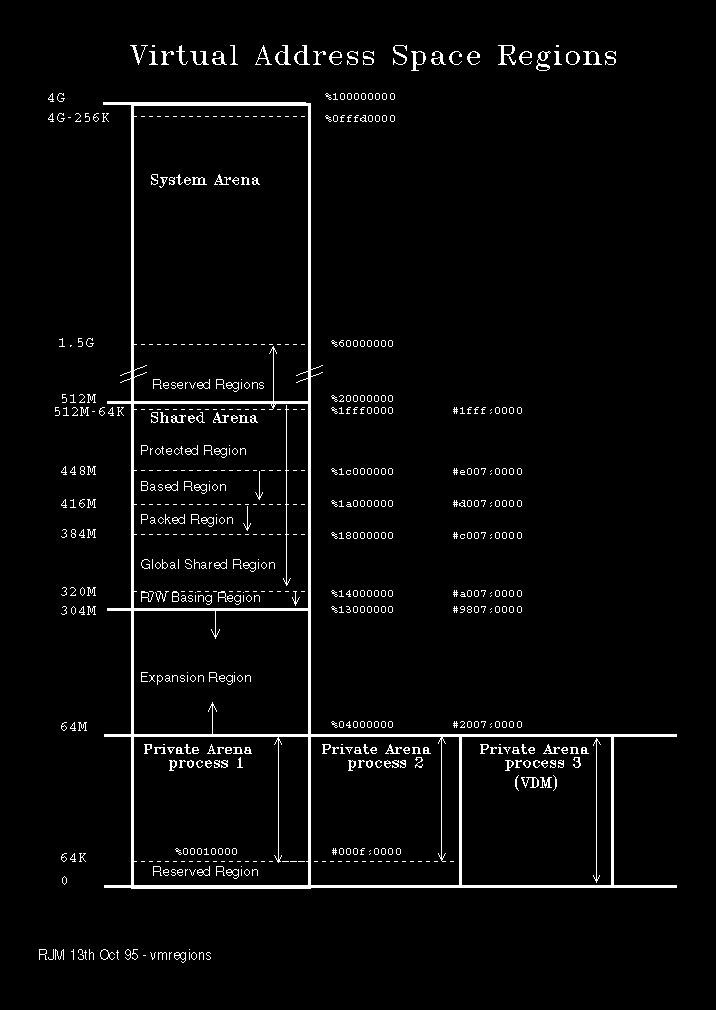 Virtual Address Space Regions
4G %100000000
4G-256K %0fffd0000
System Arena
1.5G %60000000
Reserved Regions
512M %20000000
512M-64K %1fff0000 #1fff:0000
Shared Arena
Protected Region
448M %1c000000 #e007:0000
Based Region
416M %1a000000 #d007:0000
Packed Region
384M %18000000 #c007:0000
Global Shared Region
320M %14000000 #a007:0000
R/W Basing Region
304M %13000000 #9807:0000
Expansion Region
64M %04000000 #2007:0000
Private Arena Private Arena Private Arena
process 1 process 2 process 3
(VDM)
%00010000 #000f:0000
64K
Reserved Region
0
RJM 13th Oct 95 - vmregions